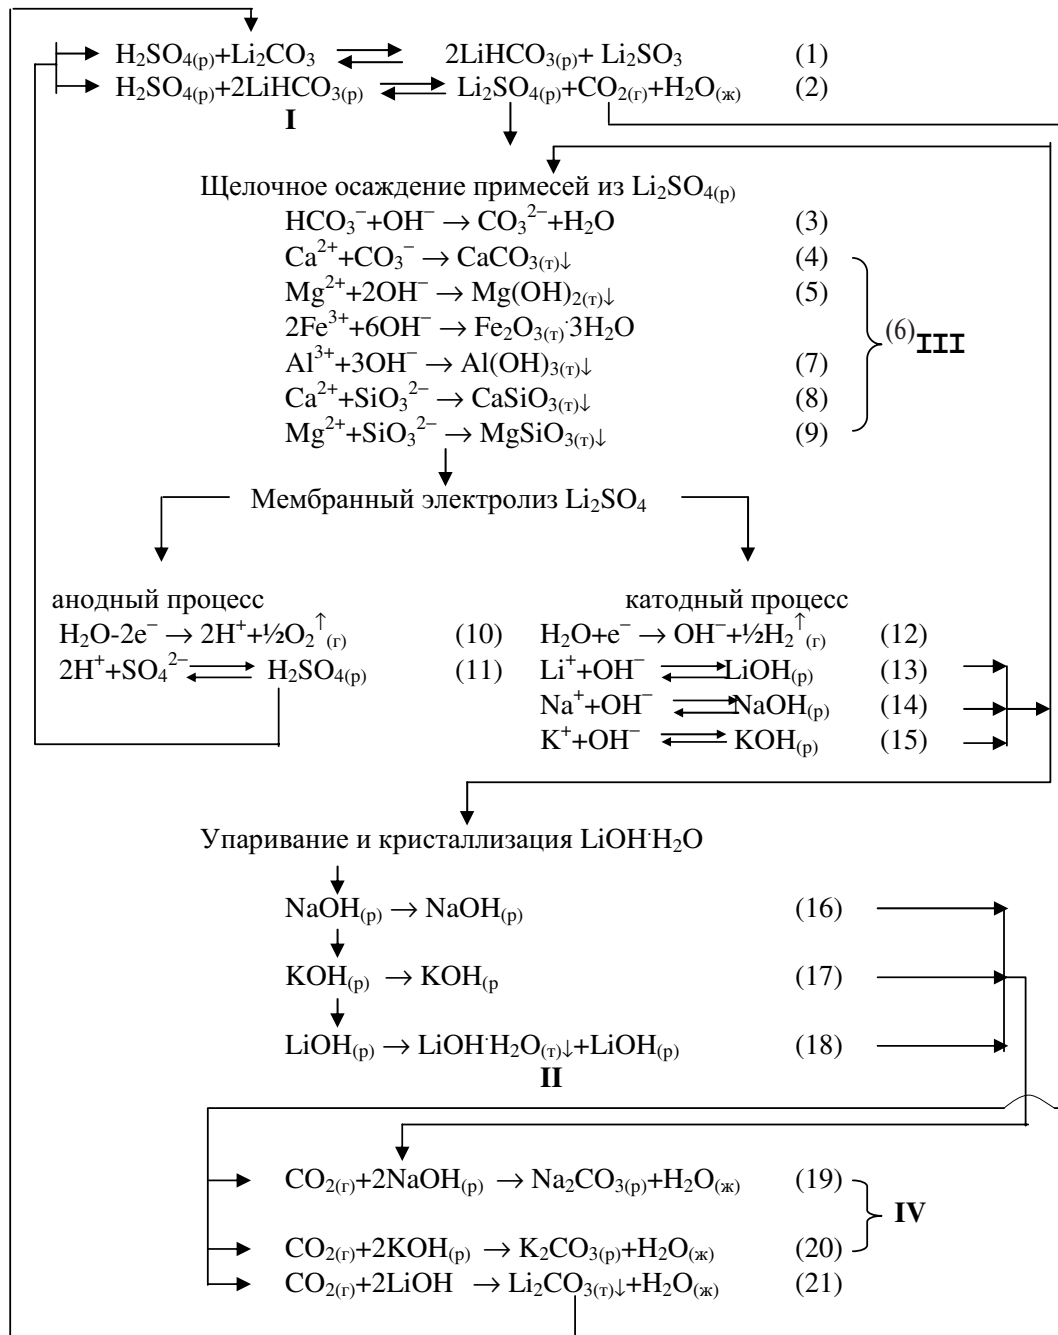 H₂SO₄₍ₚ₎+Li₂CO₃ ⇄ 2LiHCO₃₍ₚ₎+ Li₂SO₃ (1)
H₂SO₄₍ₚ₎+2LiHCO₃₍ₚ₎ ⇄ Li₂SO₄₍ₚ₎+CO₂₍г₎+H₂O₍ж₎ (2)
I
Щелочное осаждение примесей из Li₂SO₄₍ₚ₎
HCO₃⁻+OH⁻ → CO₃²⁻+H₂O (3)
Ca²⁺+CO₃⁻ → CaCO₃₍т₎↓ (4)
Mg²⁺+2OH⁻ → Mg(OH)₂₍т₎↓ (5)
2Fe³⁺+6OH⁻ → Fe₂O₃₍т₎·3H₂O (6) III
Al³⁺+3OH⁻ → Al(OH)₃₍т₎↓ (7)
Ca²⁺+SiO₃²⁻ → CaSiO₃₍т₎↓ (8)
Mg²⁺+SiO₃²⁻ → MgSiO₃₍т₎↓ (9)
Мембранный электролиз Li₂SO₄
анодный процесс катодный процесс
H₂O-2e⁻ → 2H⁺+½O₂↑₍г₎ (10) H₂O+e⁻ → OH⁻+½H₂↑₍г₎ (12)
2H⁺+SO₄²⁻ ⇄ H₂SO₄₍ₚ₎ (11) Li⁺+OH⁻ ⇄ LiOH₍ₚ₎ (13)
Na⁺+OH⁻ ⇄ NaOH₍ₚ₎ (14)
K⁺+OH⁻ ⇄ KOH₍ₚ₎ (15)
Упаривание и кристаллизация LiOH·H₂O
NaOH₍ₚ₎ → NaOH₍ₚ₎ (16)
KOH₍ₚ₎ → KOH₍ₚ (17)
LiOH₍ₚ₎ → LiOH·H₂O₍т₎↓+LiOH₍ₚ₎ (18)
II
CO₂₍г₎+2NaOH₍ₚ₎ → Na₂CO₃₍ₚ₎+H₂O₍ж₎ (19)
IV
CO₂₍г₎+2KOH₍ₚ₎ → K₂CO₃₍ₚ₎+H₂O₍ж₎ (20)
CO₂₍г₎+2LiOH → Li₂CO₃₍т₎↓+H₂O₍ж₎ (21)